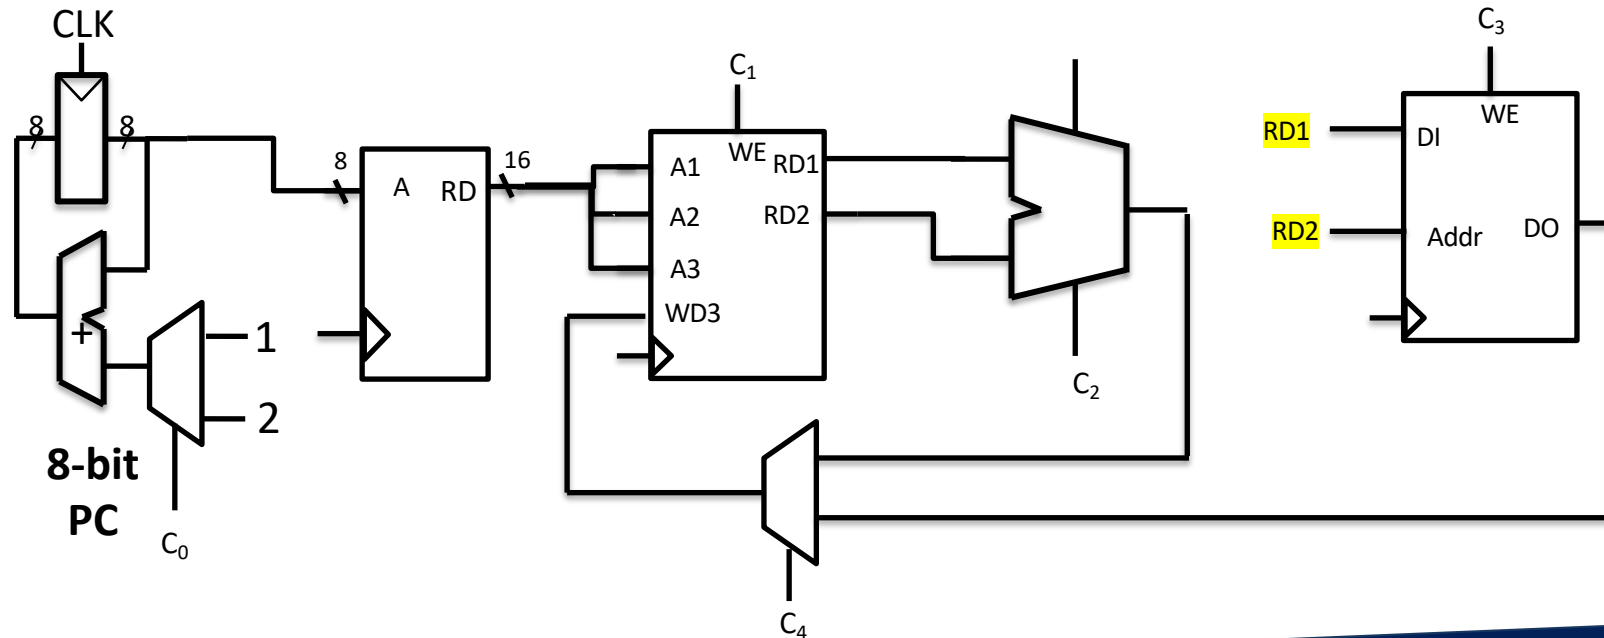 CLK
8
8
8
A
RD
16
C₁
WE
A1
A2
A3
WD3
RD1
RD2
C₂
RD1
RD2
C₃
WE
DI
Addr
DO
+
1
2
8-bit
PC
C₀
C₄